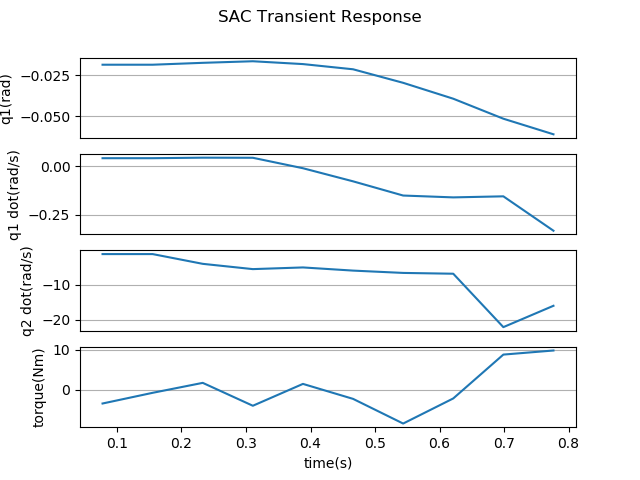 SAC Transient Response
−0.025
−0.050
q1(rad)
0.00
−0.25
q1 dot(rad/s)
−10
−20
q2 dot(rad/s)
10
0
torque(Nm)
0.1 0.2 0.3 0.4 0.5 0.6 0.7 0.8
time(s)